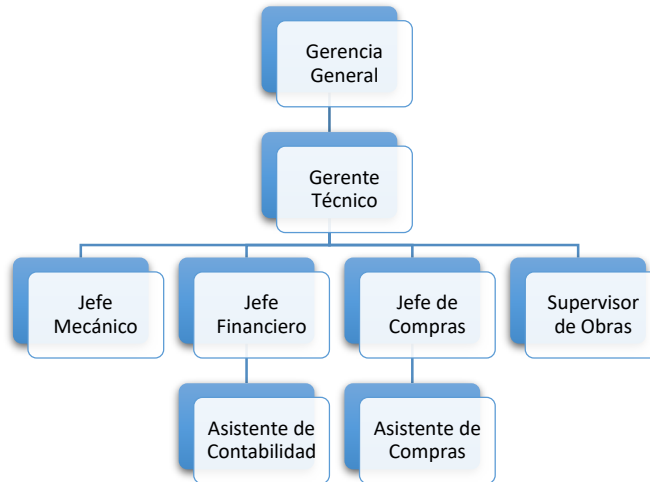 Gerencia
General
Gerente
Técnico
Jefe
Mecánico
Jefe
Financiero
Jefe de
Compras
Supervisor
de Obras
Asistente de
Contabilidad
Asistente de
Compras